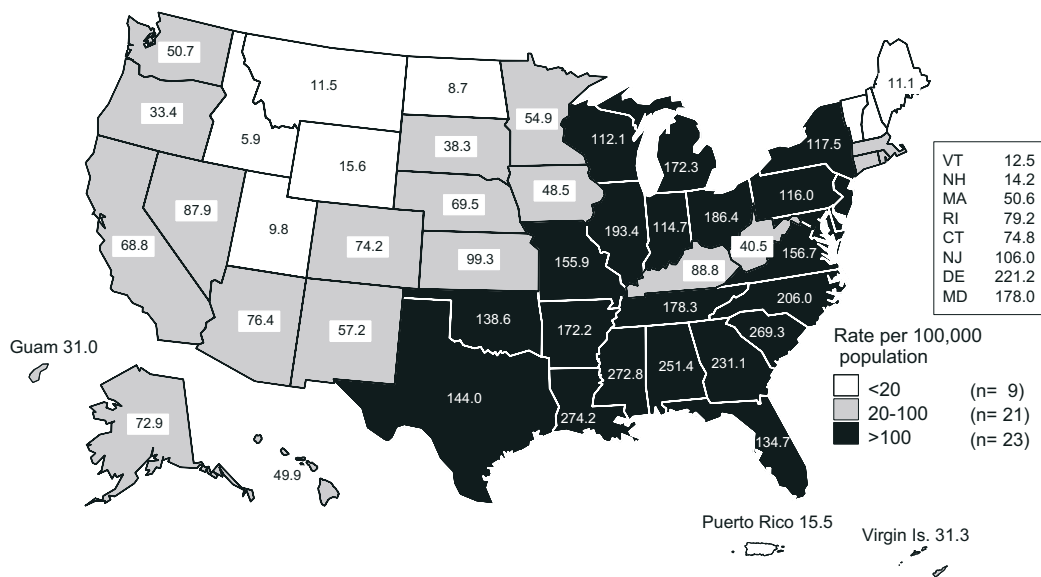 50.7
33.4
11.5
8.7
54.9
5.9
15.6
38.3
112.1
172.3
11.1
117.5
87.9
9.8
69.5
48.5
116.0
68.8
74.2
99.3
193.4
114.7
186.4
40.5
156.7
155.9
88.8
76.4
57.2
138.6
172.2
178.3
206.0
269.3
272.8
251.4
231.1
144.0
274.2
134.7
72.9
49.9
VT 12.5
NH 14.2
MA 50.6
RI 79.2
CT 74.8
NJ 106.0
DE 221.2
MD 178.0
Guam 31.0
Rate per 100,000
population
<20 (n= 9)
20-100 (n= 21)
>100 (n= 23)
Puerto Rico 15.5
Virgin Is. 31.3